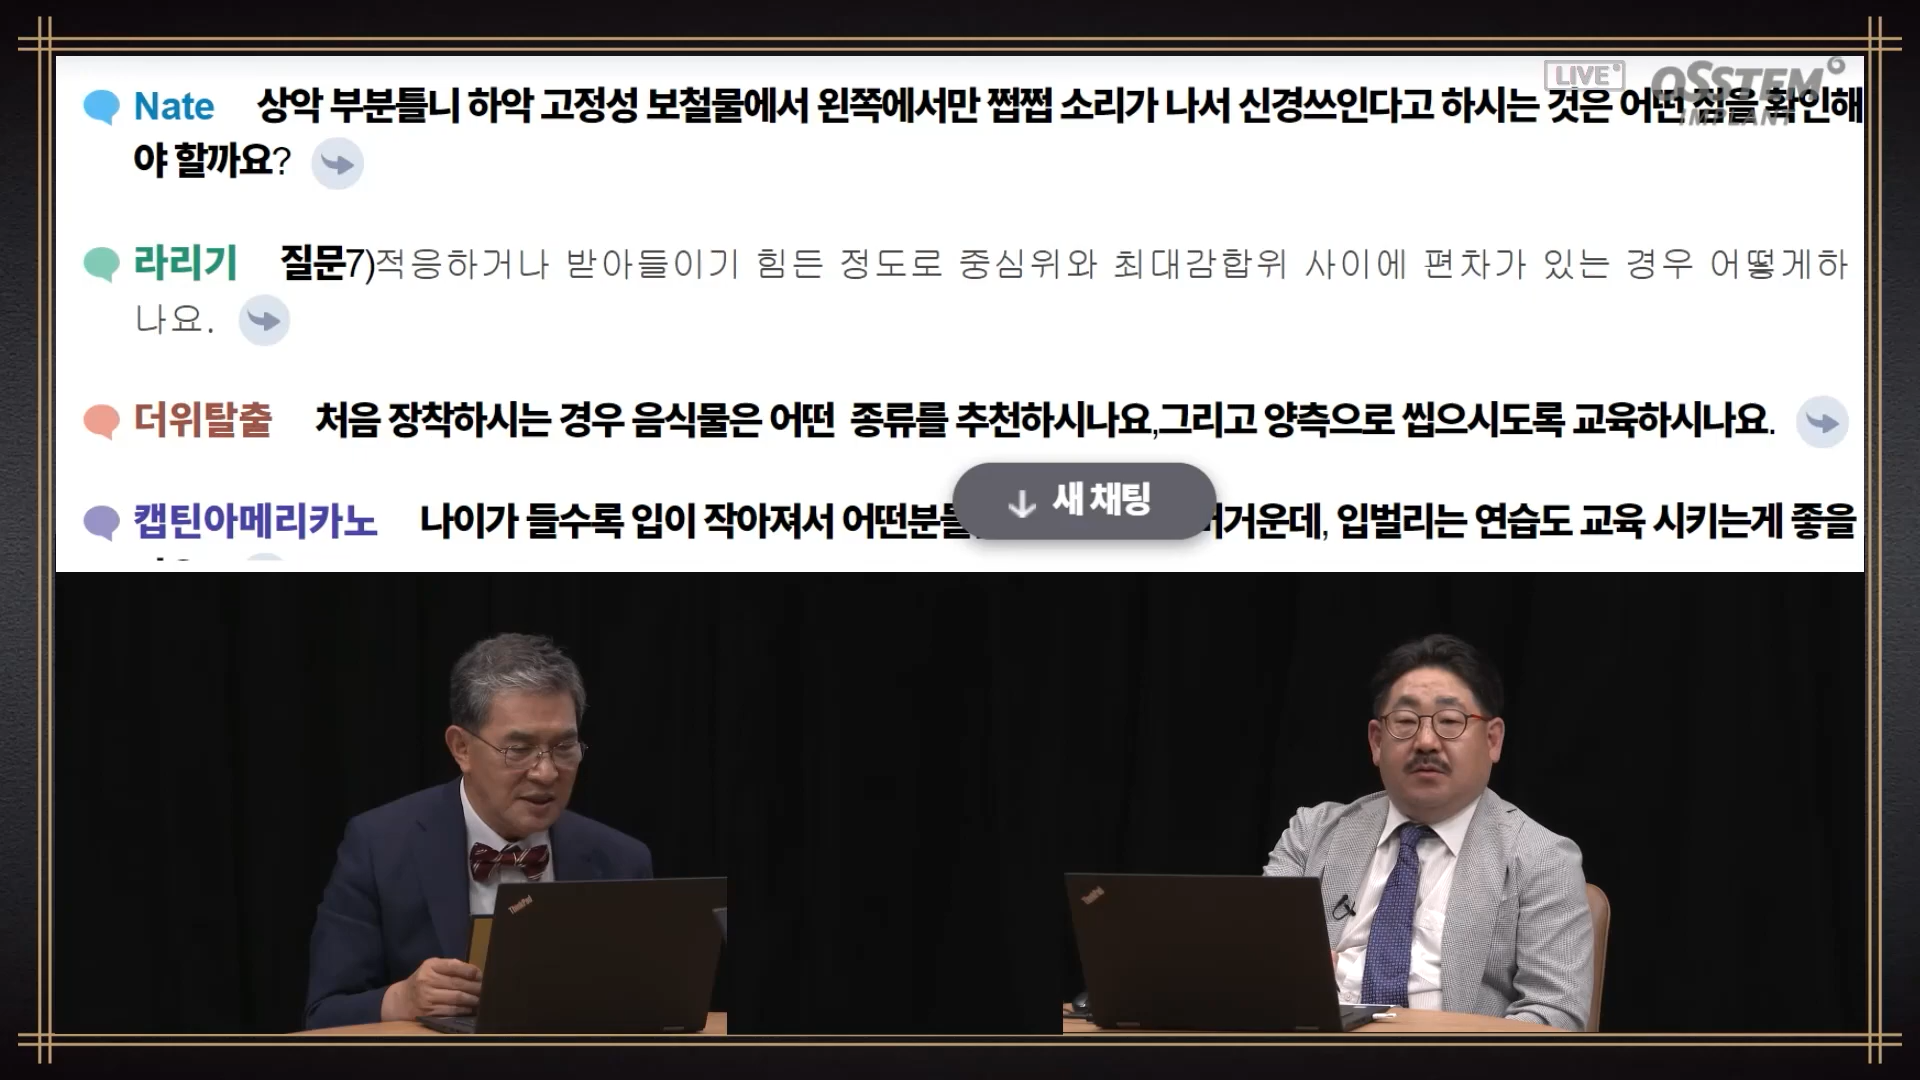 LIVE
OSSTEM
IMPLANT
Nate 상악 부분틀니 하악 고정성 보철물에서 왼쪽에서만 쩝쩝 소리가 나서 신경쓰인다고 하시는 것은 어떤 점을 확인해
야 할까요?
라리기 질문7)적응하거나 받아들이기 힘든 정도로 중심위와 최대감합위 사이에 편차가 있는 경우 어떻게하
나요.
더위탈출 처음 장착하시는 경우 음식물은 어떤 종류를 추천하시나요,그리고 양측으로 씹으시도록 교육하시나요.
캡틴아메리카노 나이가 들수록 입이 작아져서 입벌리는 연습도 교육 시키는게 좋을
새 채팅
ThinkPad
ThinkPad